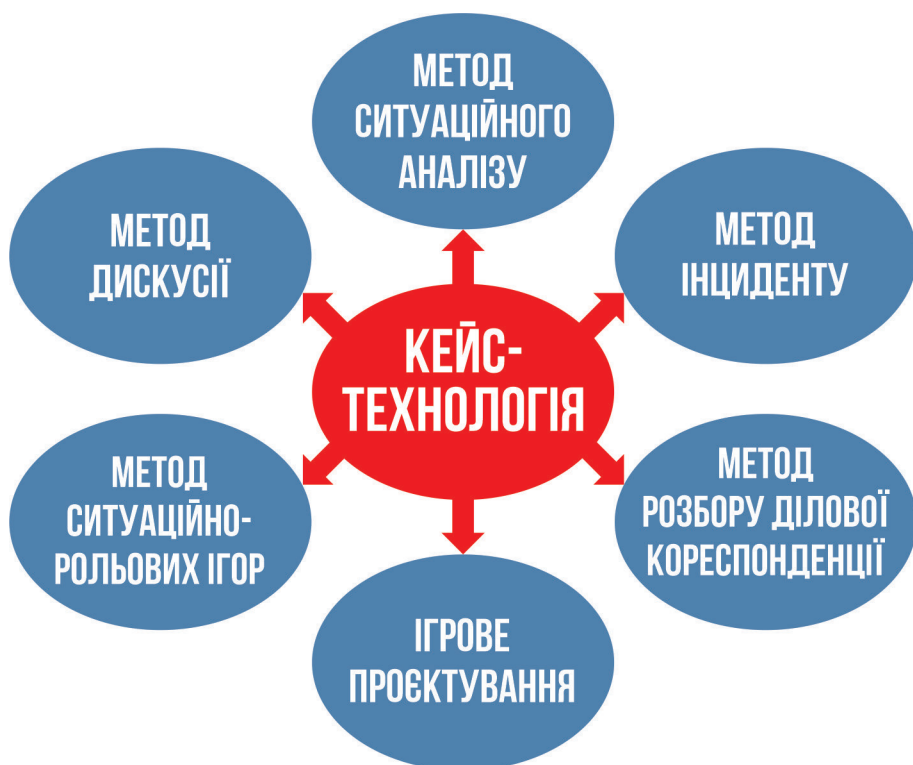 МЕТОД
СИТУАЦІЙНОГО
АНАЛІЗУ
МЕТОД
ДИСКУСІЇ
МЕТОД
ІНЦИДЕНТУ
КЕЙС-
ТЕХНОЛОГІЯ
МЕТОД
СИТУАЦІЙНО-
РОЛЬОВИХ ІГОР
МЕТОД
РОЗБОРУ ДІЛОВОЇ
КОРЕСПОНДЕНЦІЇ
ІГРОВЕ
ПРОЄКТУВАННЯ